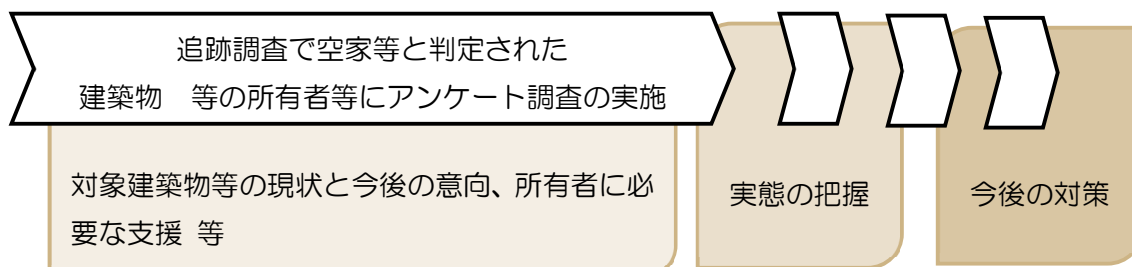 追跡調査で空家等と判定された
建築物　等の所有者等にアンケート調査の実施
対象建築物等の現状と今後の意向、所有者に必
要な支援 等
実態の把握
今後の対策